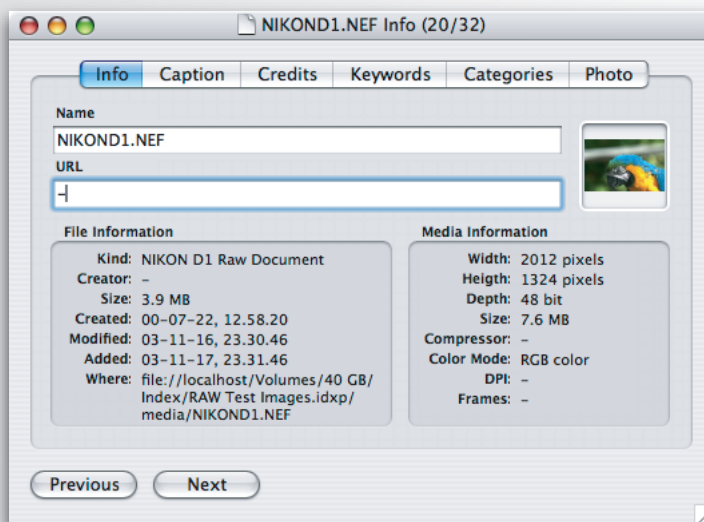 NIKOND1.NEF Info (20/32)
Info Caption Credits Keywords Categories Photo
Name
NIKOND1.NEF
URL
–
File Information
Kind: NIKON D1 Raw Document
Creator: –
Size: 3.9 MB
Created: 00–07–22, 12.58.20
Modified: 03–11–16, 23.30.46
Added: 03–11–17, 23.31.46
Where: file://localhost/Volumes/40 GB/
Index/RAW Test Images.idxp/
media/NIKOND1.NEF
Media Information
Width: 2012 pixels
Heigth: 1324 pixels
Depth: 48 bit
Size: 7.6 MB
Compressor: –
Color Mode: RGB color
DPI: –
Frames: –
Previous Next